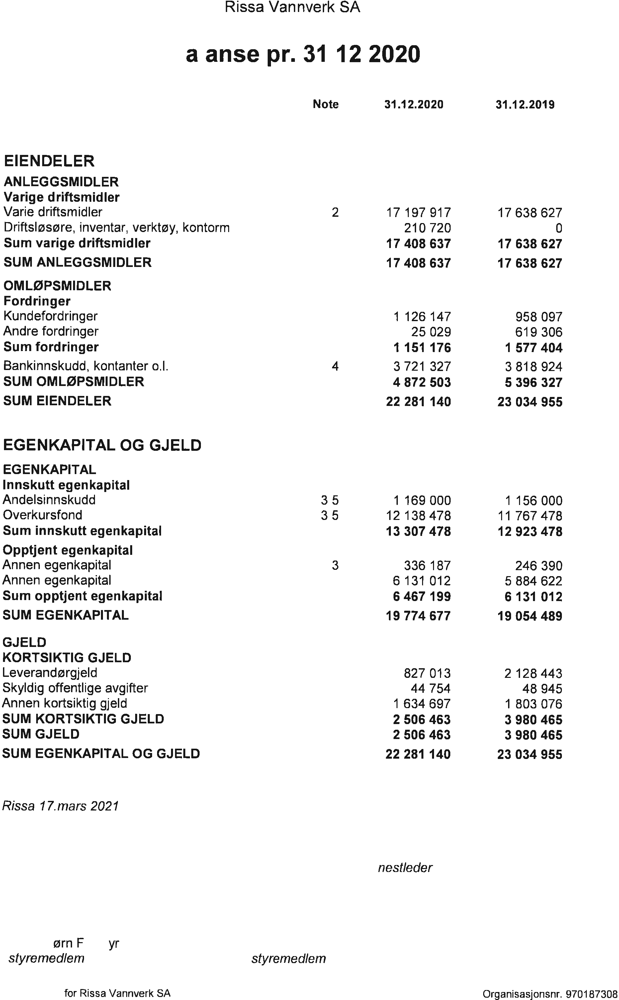 Rissa Vannverk SA
a anse pr. 31 12 2020
Note 31.12.2020 31.12.2019
EIENDELER
ANLEGGSMIDLER
Varige driftsmidler
Varie driftsmidler 2 17 197 917 17 638 627
Driftsløsøre, inventar, verktøy, kontorm 210 720 0
Sum varige driftsmidler 17 408 637 17 638 627
SUM ANLEGGSMIDLER 17 408 637 17 638 627
OMLØPSMIDLER
Fordringer
Kundefordringer 1 126 147 958 097
Andre fordringer 25 029 619 306
Sum fordringer 1 151 176 1 577 404
Bankinnskudd, kontanter o.l. 4 3 721 327 3 818 924
SUM OMLØPSMIDLER 4 872 503 5 396 327
SUM EIENDELER 22 281 140 23 034 955
EGENKAPITAL OG GJELD
EGENKAPITAL
Innskutt egenkapital
Andelsinnskudd 3 5 1 169 000 1 156 000
Overkursfond 3 5 12 138 478 11 767 478
Sum innskutt egenkapital 13 307 478 12 923 478
Opptjent egenkapital
Annen egenkapital 3 336 187 246 390
Annen egenkapital 6 131 012 5 884 622
Sum opptjent egenkapital 6 467 199 6 131 012
SUM EGENKAPITAL 19 774 677 19 054 489
GJELD
KORTSIKTIG GJELD
Leverandørgjeld 827 013 2 128 443
Skyldig offentlige avgifter 44 754 48 945
Annen kortsiktig gjeld 1 634 697 1 803 076
SUM KORTSIKTIG GJELD 2 506 463 3 980 465
SUM GJELD 2 506 463 3 980 465
SUM EGENKAPITAL OG GJELD 22 281 140 23 034 955
Rissa 17.mars 2021
nestleder
ørn F yr
styremedlem styremedlem
for Rissa Vannverk SA Organisasjonsnr. 970187308